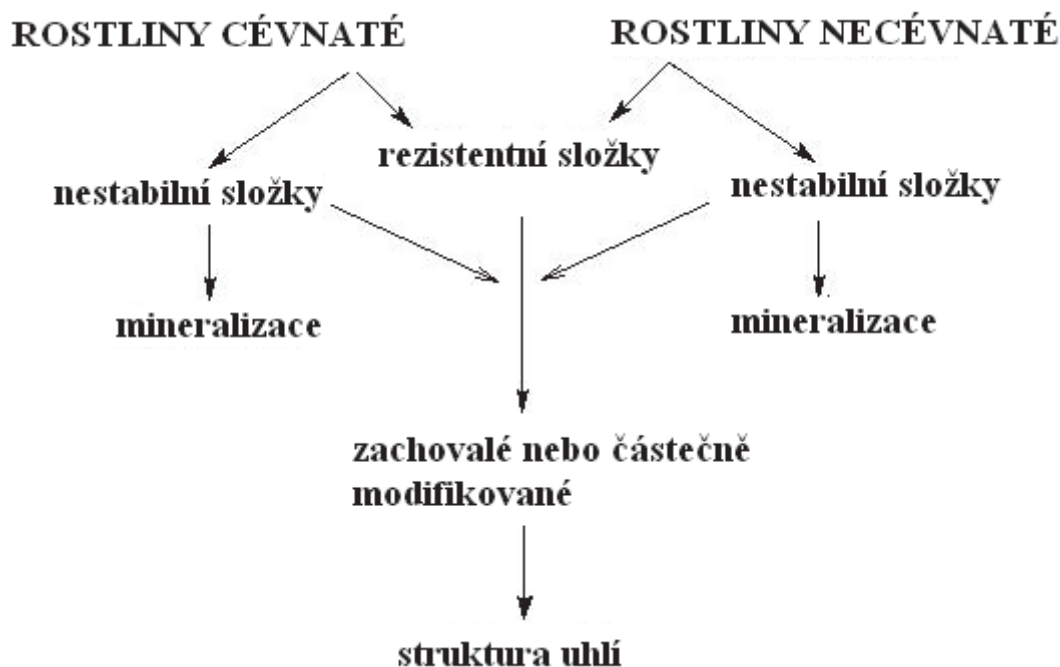 ROSTLINY CÉVNATÉ
ROSTLINY NECÉVNATÉ
rezistentní složky
nestabilní složky
nestabilní složky
mineralizace
mineralizace
zachovalé nebo částečně
modifikované
struktura uhlí